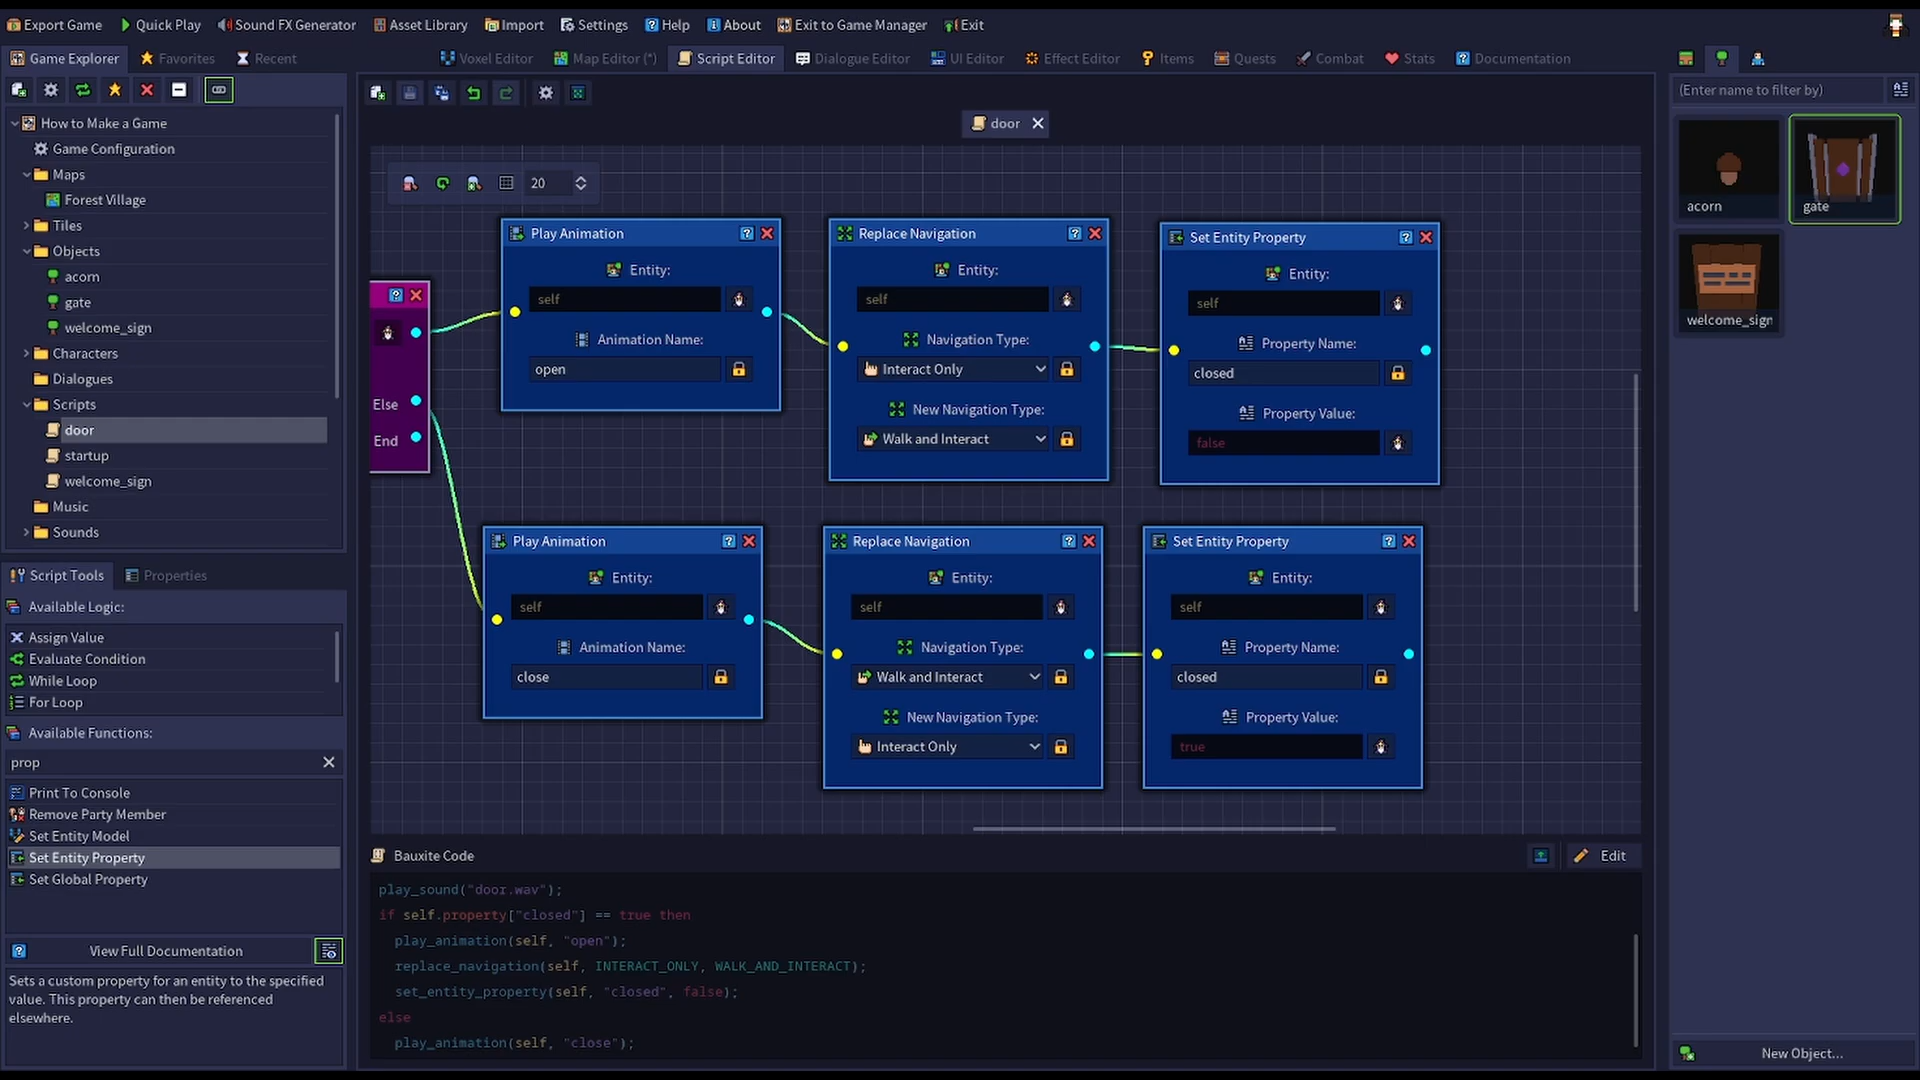 Export Game
Quick Play
Sound FX Generator
Asset Library
Import
Settings
Help
About
Exit to Game Manager
Exit
Game Explorer
Favorites
Recent
Voxel Editor
Map Editor (*)
Script Editor
Dialogue Editor
UI Editor
Effect Editor
Items
Quests
Combat
Stats
Documentation
(Enter name to filter by)
How to Make a Game
Game Configuration
Maps
Forest Village
Tiles
Objects
acorn
gate
welcome_sign
Characters
Dialogues
Scripts
door
startup
welcome_sign
Music
Sounds
Script Tools
Properties
Available Logic:
Assign Value
Evaluate Condition
While Loop
For Loop
Available Functions:
prop
Print To Console
Remove Party Member
Set Entity Model
Set Entity Property
Set Global Property
View Full Documentation
Sets a custom property for an entity to the specified
value. This property can then be referenced
elsewhere.
door
20
Else
End
Play Animation
Entity:
self
Animation Name:
open
Replace Navigation
Entity:
self
Navigation Type:
Interact Only
New Navigation Type:
Walk and Interact
Set Entity Property
Entity:
self
Property Name:
closed
Property Value:
false
Play Animation
Entity:
self
Animation Name:
close
Replace Navigation
Entity:
self
Navigation Type:
Walk and Interact
New Navigation Type:
Interact Only
Set Entity Property
Entity:
self
Property Name:
closed
Property Value:
true
Bauxite Code
Edit
play_sound("door.wav");
if self.property["closed"] == true then
play_animation(self, "open");
replace_navigation(self, INTERACT_ONLY, WALK_AND_INTERACT);
set_entity_property(self, "closed", false);
else
play_animation(self, "close");
acorn
gate
welcome_sign
New Object...